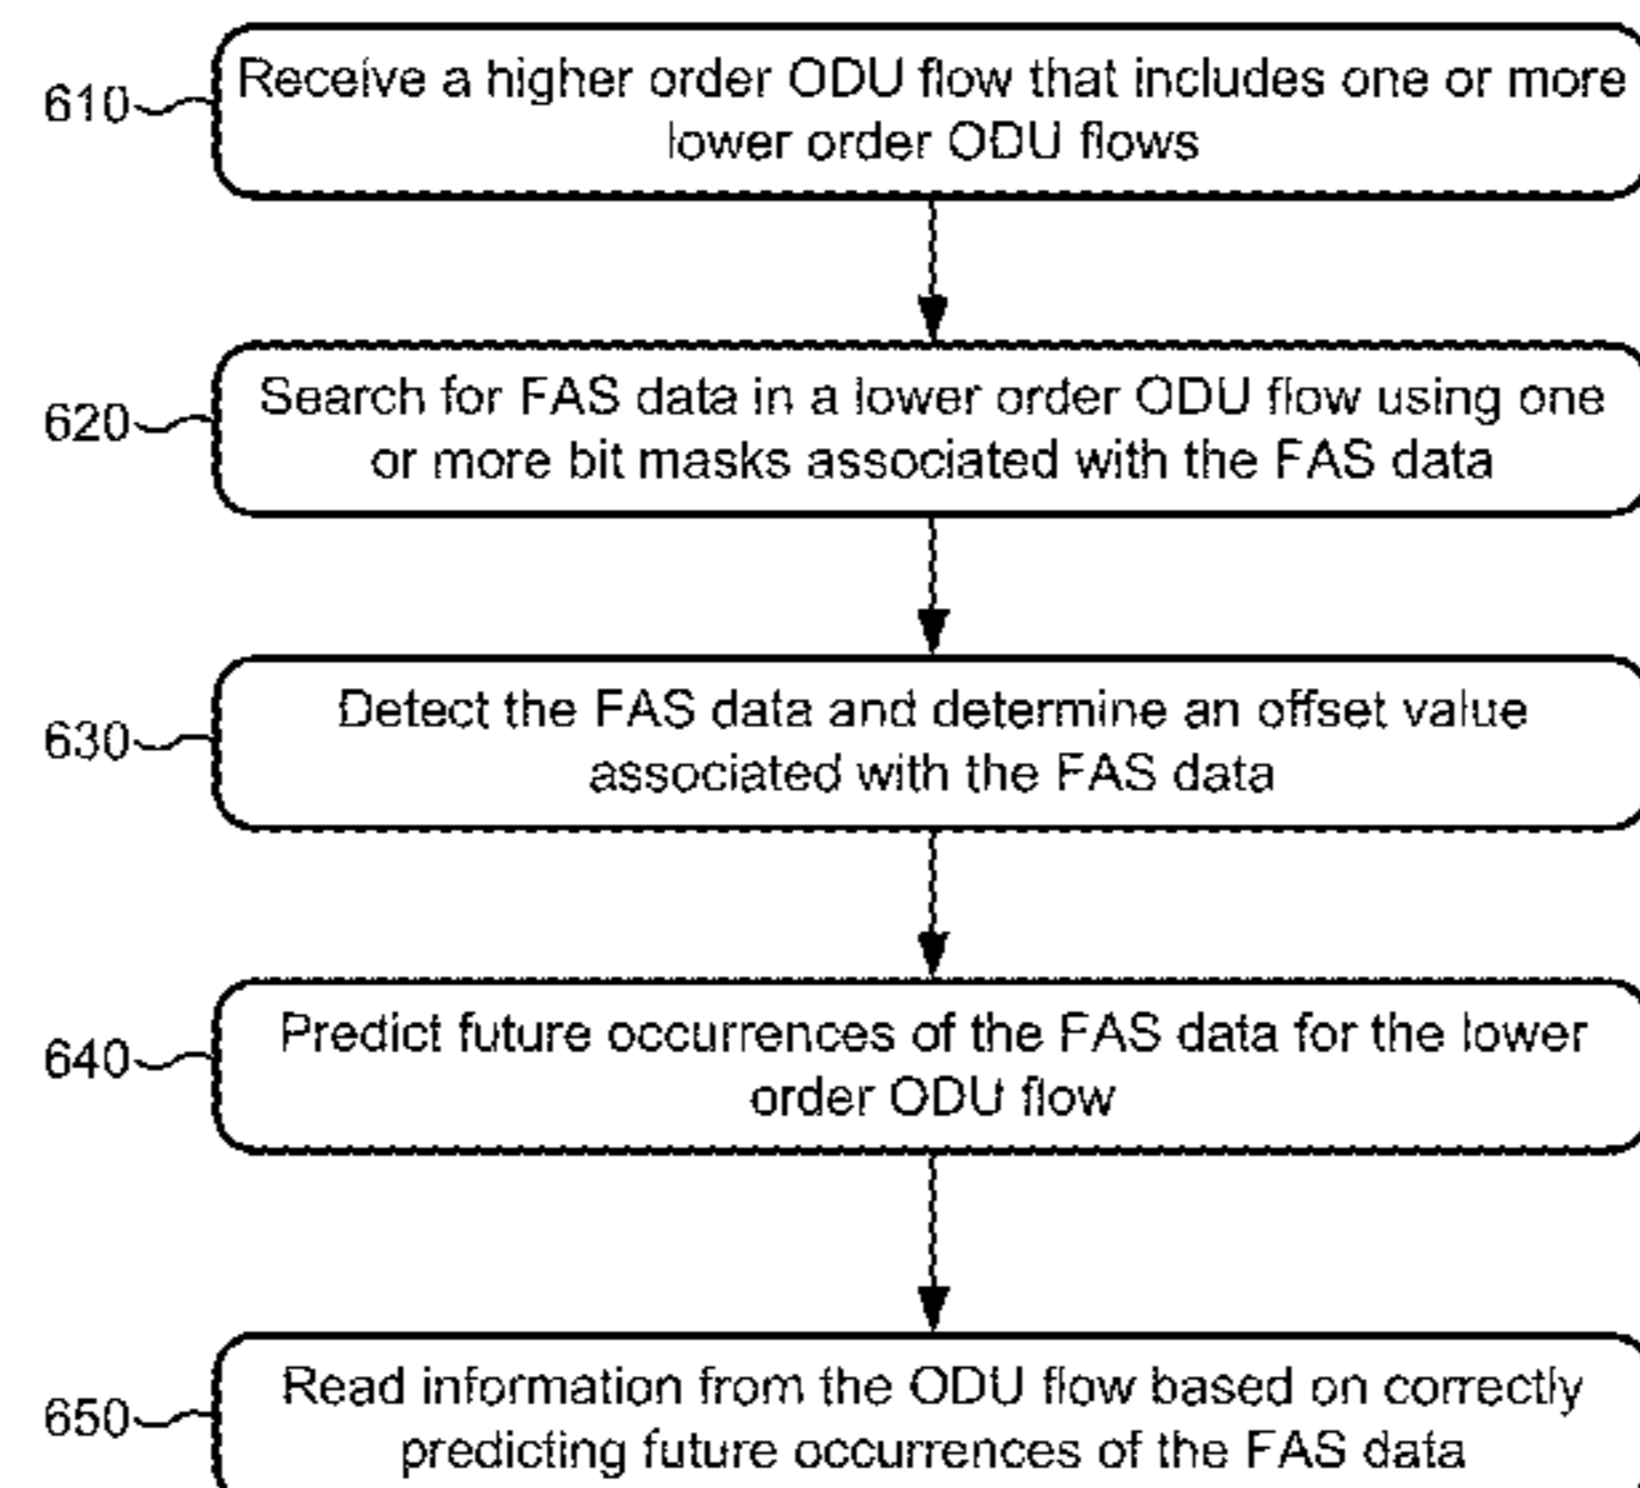 610
Receive a higher order ODU flow that includes one or more
lower order ODU flows
620
Search for FAS data in a lower order ODU flow using one
or more bit masks associated with the FAS data
630
Detect the FAS data and determine an offset value
associated with the FAS data
640
Predict future occurrences of the FAS data for the lower
order ODU flow
650
Read information from the ODU flow based on correctly
predicting future occurrences of the FAS data